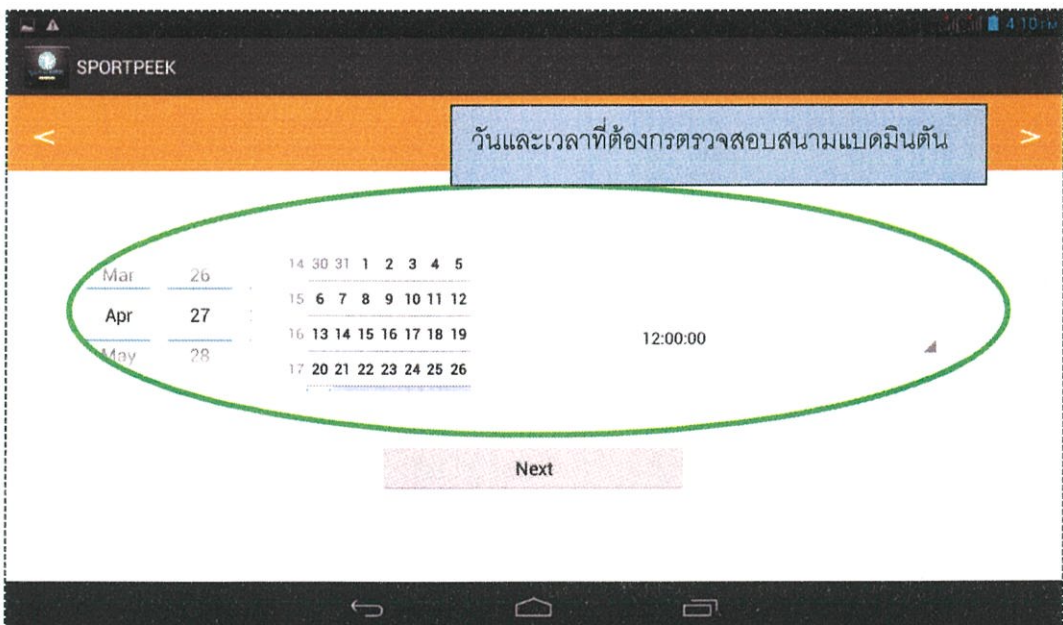 4:10 PM
SPORTPEEK
<
วันและเวลาที่ต้องกรตรวจสอบสนามแบดมินตัน
>
Mar 26
Apr 27
May 28
14 30 31 1 2 3 4 5
15 6 7 8 9 10 11 12
16 13 14 15 16 17 18 19
17 20 21 22 23 24 25 26
12:00:00
Next